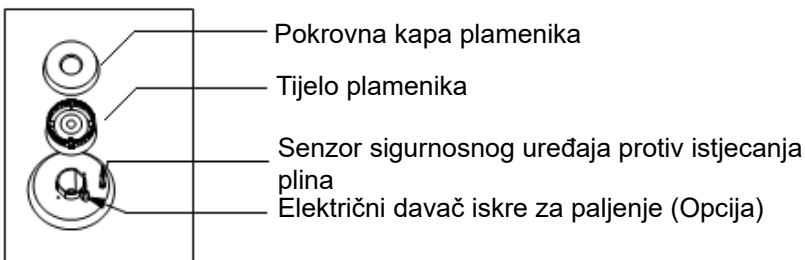 Pokrovna kapa plamenika
Tijelo plamenika
Senzor sigurnosnog uređaja protiv istjecanja
plina
Električni davač iskre za paljenje (Opcija)